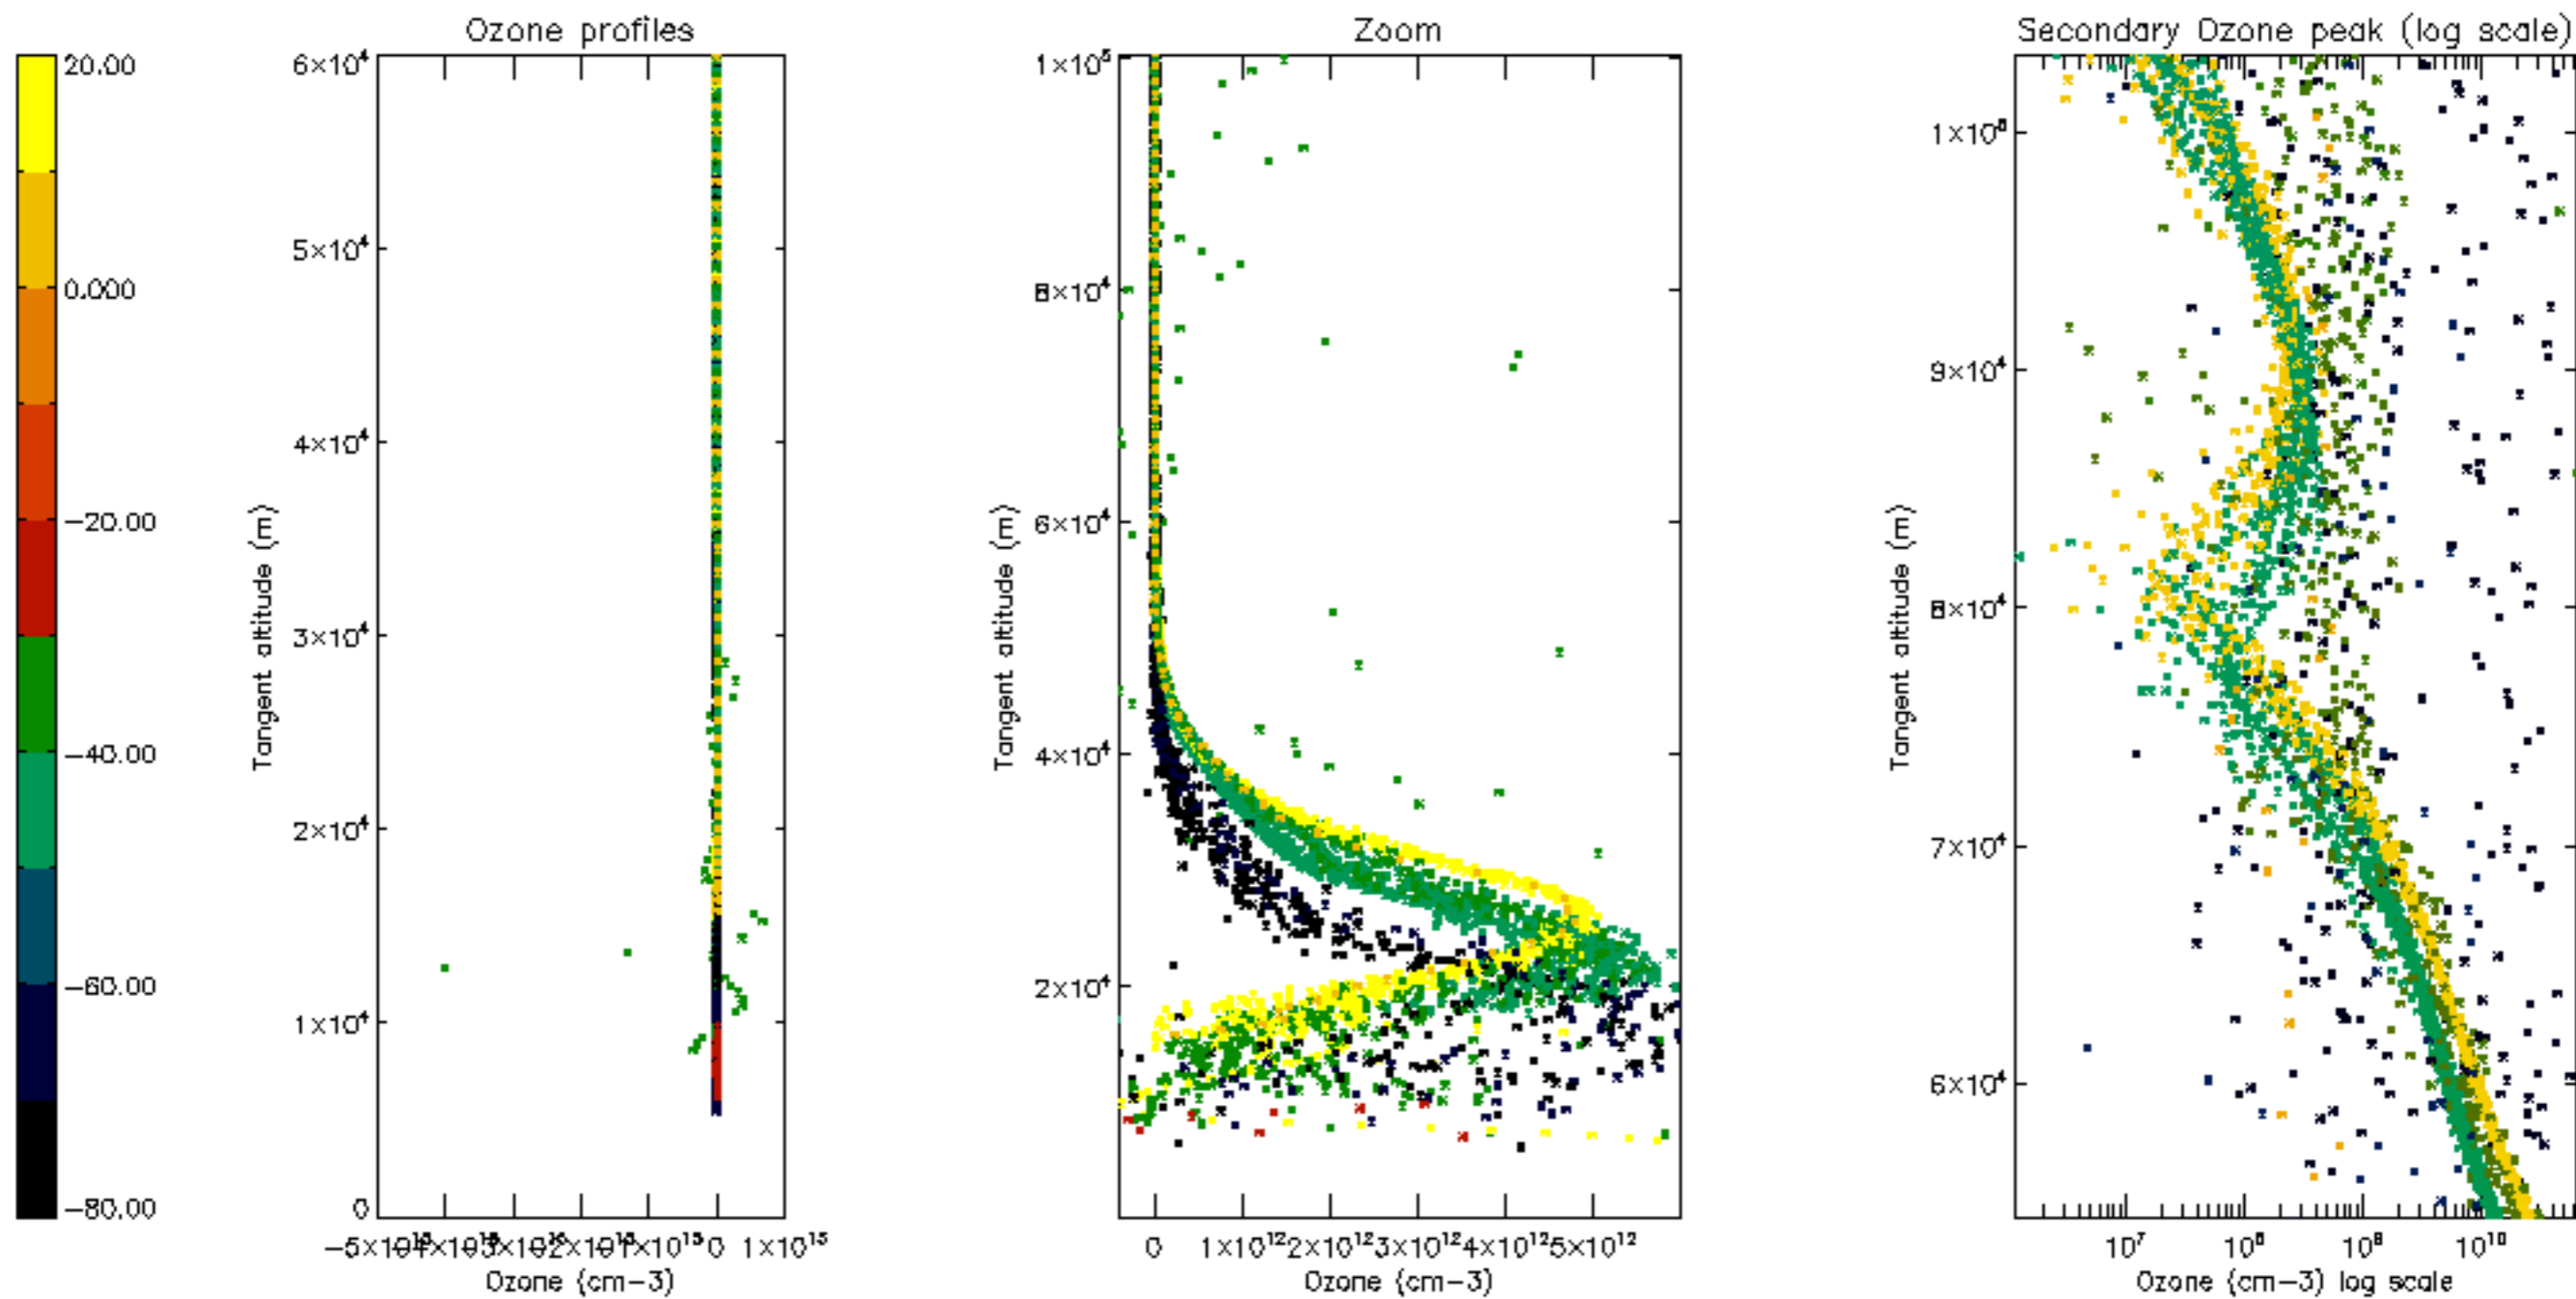 Ozone profiles
Zoom
Secondary Ozone peak (log scale)
20.00
0.000
−20.00
−40.00
−60.00
−80.00
6×10⁴
5×10⁴
4×10⁴
3×10⁴
2×10⁴
1×10⁴
0
Tangent altitude (m)
0 1×10¹⁵
Ozone (cm−3)
1×10⁵
8×10⁴
6×10⁴
4×10⁴
2×10⁴
Tangent altitude (m)
0 1×10¹² 2×10¹² 3×10¹² 4×10¹² 5×10¹²
Ozone (cm−3)
1×10⁵
9×10⁴
8×10⁴
7×10⁴
6×10⁴
Tangent altitude (m)
10⁷ 10⁸ 10⁹ 10¹⁰
Ozone (cm−3) log scale